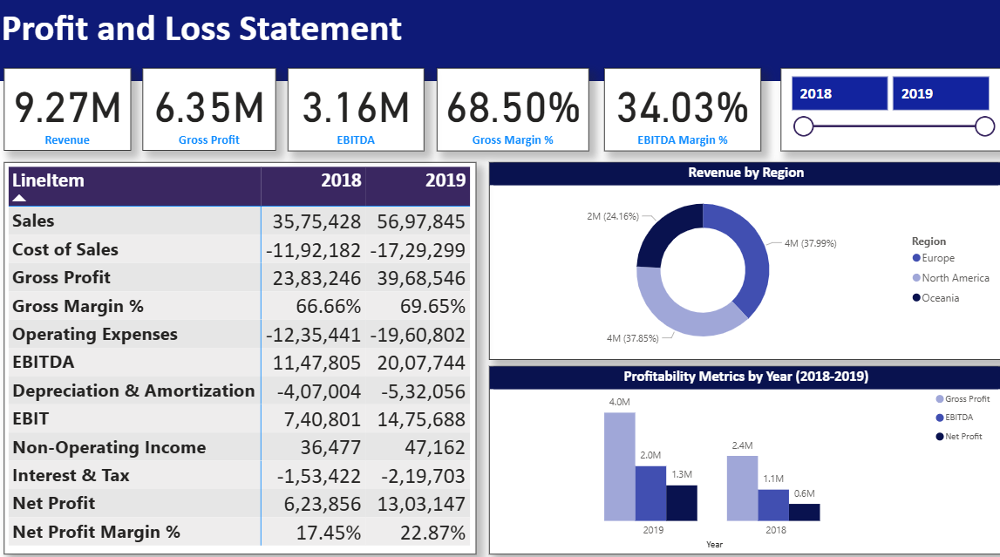 Profit and Loss Statement
9.27M
Revenue
6.35M
Gross Profit
3.16M
EBITDA
68.50%
Gross Margin %
34.03%
EBITDA Margin %
2018 2019
LineItem 2018 2019
Sales 35,75,428 56,97,845
Cost of Sales -11,92,182 -17,29,299
Gross Profit 23,83,246 39,68,546
Gross Margin % 66.66% 69.65%
Operating Expenses -12,35,441 -19,60,802
EBITDA 11,47,805 20,07,744
Depreciation & Amortization -4,07,004 -5,32,056
EBIT 7,40,801 14,75,688
Non-Operating Income 36,477 47,162
Interest & Tax -1,53,422 -2,19,703
Net Profit 6,23,856 13,03,147
Net Profit Margin % 17.45% 22.87%
Revenue by Region
2M (24.16%)
4M (37.99%)
4M (37.85%)
Region
Europe
North America
Oceania
Profitability Metrics by Year (2018-2019)
Gross Profit
EBITDA
Net Profit
4.0M
2.0M
1.3M
2.4M
1.1M
0.6M
2019 2018
Year